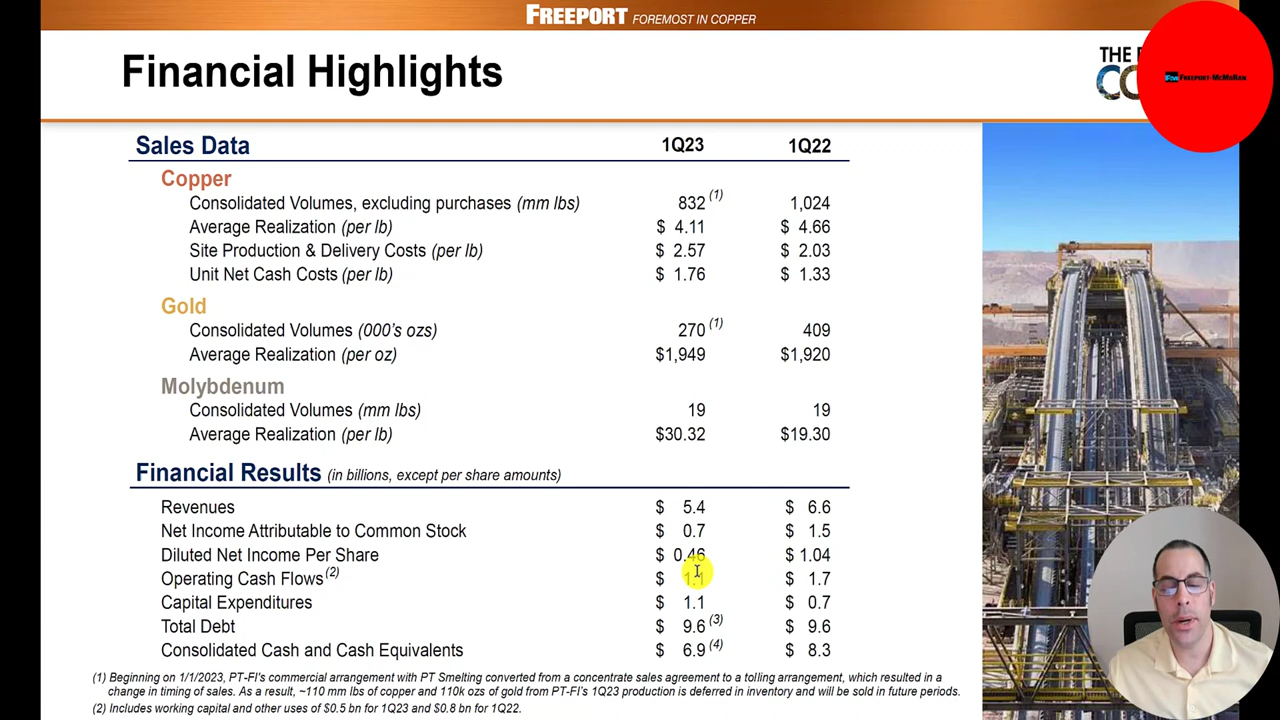 FREEPORT FOREMOST IN COPPER
Financial Highlights
THE
CO
FREEPORT-McMoRAN
Sales Data 1Q23 1Q22
Copper
Consolidated Volumes, excluding purchases (mm lbs) 832 (1) 1,024
Average Realization (per lb) $ 4.11 $ 4.66
Site Production & Delivery Costs (per lb) $ 2.57 $ 2.03
Unit Net Cash Costs (per lb) $ 1.76 $ 1.33
Gold
Consolidated Volumes (000's ozs) 270 (1) 409
Average Realization (per oz) $1,949 $1,920
Molybdenum
Consolidated Volumes (mm lbs) 19 19
Average Realization (per lb) $30.32 $19.30
Financial Results (in billions, except per share amounts)
Revenues $ 5.4 $ 6.6
Net Income Attributable to Common Stock $ 0.7 $ 1.5
Diluted Net Income Per Share $ 0.46 $ 1.04
Operating Cash Flows (2) $ 1.1 $ 1.7
Capital Expenditures $ 1.1 $ 0.7
Total Debt $ 9.6 (3) $ 9.6
Consolidated Cash and Cash Equivalents $ 6.9 (4) $ 8.3
(1) Beginning on 1/1/2023, PT-FI's commercial arrangement with PT Smelting converted from a concentrate sales agreement to a tolling arrangement, which resulted in a
change in timing of sales. As a result, ~110 mm lbs of copper and 110k ozs of gold from PT-FI's 1Q23 production is deferred in inventory and will be sold in future periods.
(2) Includes working capital and other uses of $0.5 bn for 1Q23 and $0.8 bn for 1Q22.